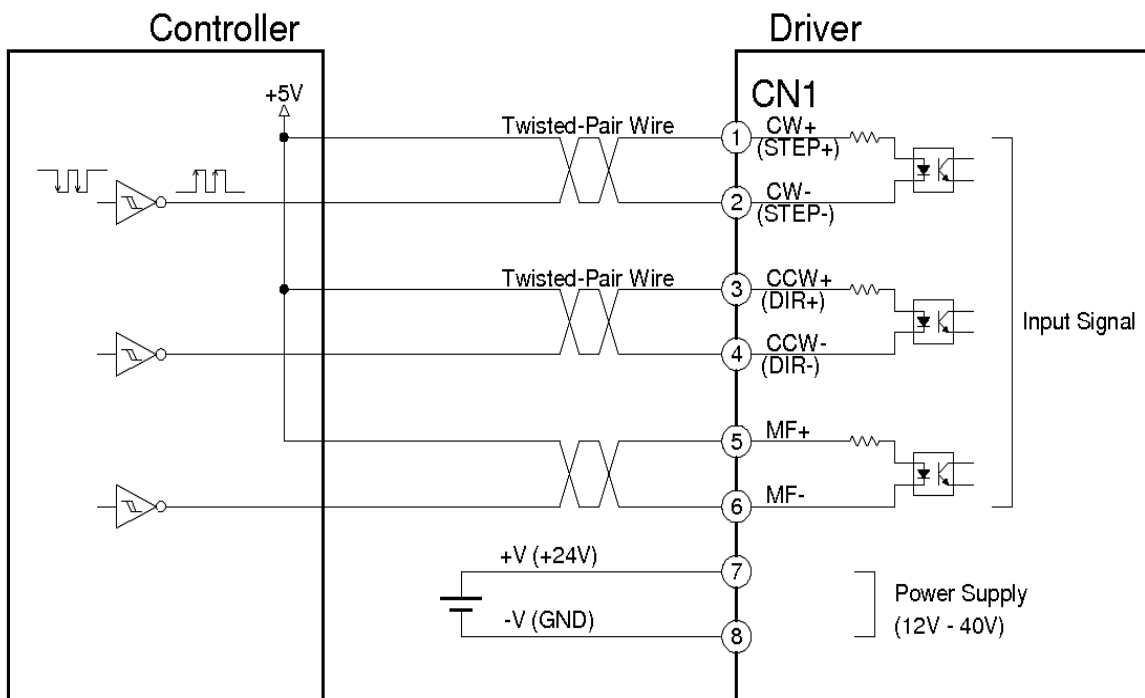 Controller
Driver
+5V
CN1
Twisted-Pair Wire
1
CW+
(STEP+)
2
CW-
(STEP-)
Twisted-Pair Wire
3
CCW+
(DIR+)
Input Signal
4
CCW-
(DIR-)
5
MF+
6
MF-
+V (+24V)
7
Power Supply
(12V - 40V)
-V (GND)
8